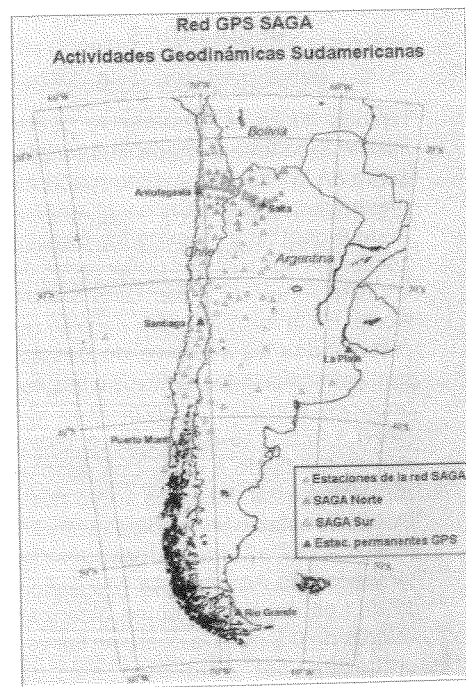 Red GPS SAGA
Actividades Geodinámicas Sudamericanas
Bolivia
Antofagasta
Salta
Chile
Argentina
Santiago
La Plata
Puerto Montt
Estaciones de la red SAGA
SAGA Norte
SAGA Sur
Estac. permanentes GPS
Rio Grande